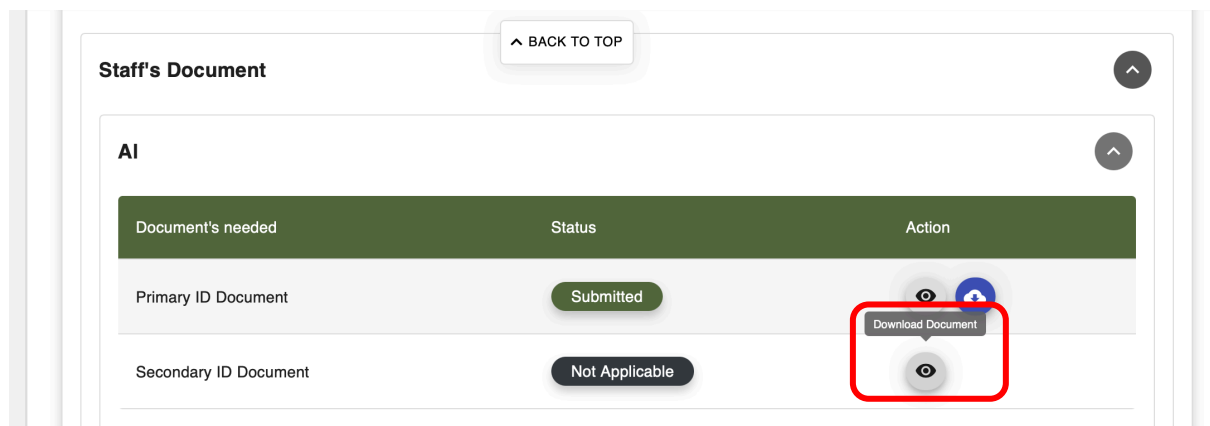 BACK TO TOP
Staff's Document
AI
Document's needed Status Action
Primary ID Document Submitted
Download Document
Secondary ID Document Not Applicable